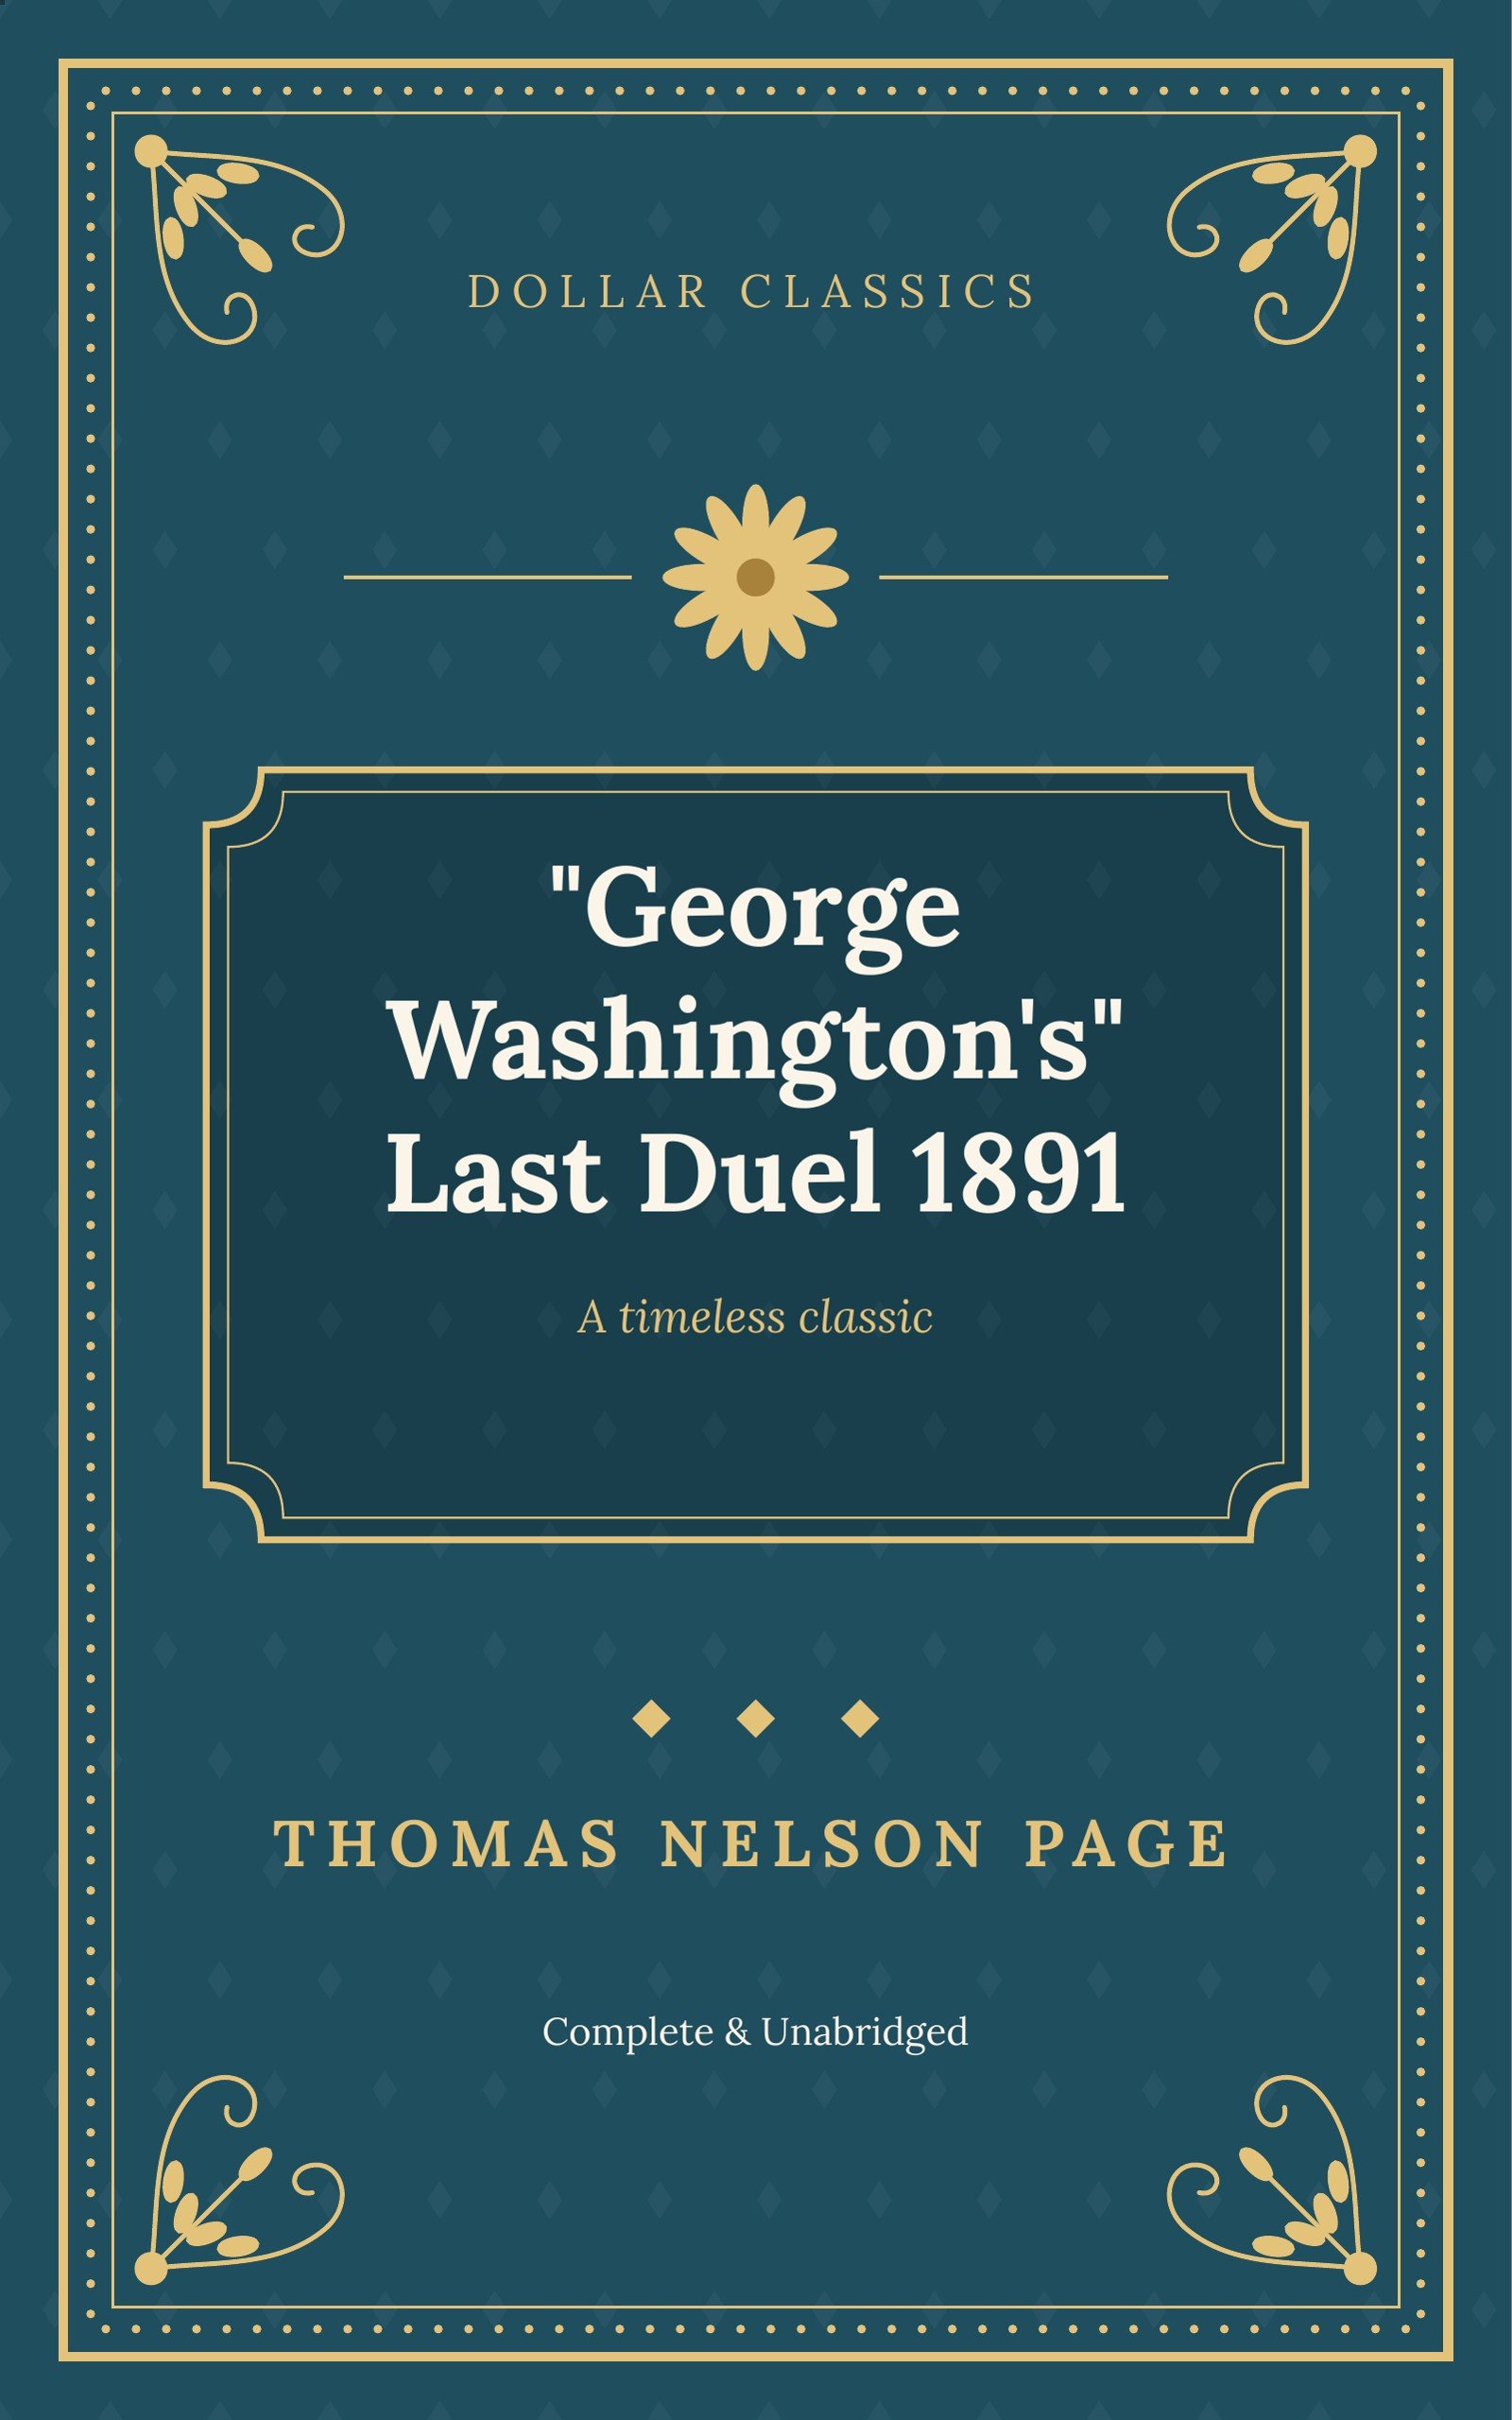 DOLLAR CLASSICS
"George
Washington's"
Last Duel 1891
A timeless classic
THOMAS NELSON PAGE
Complete & Unabridged